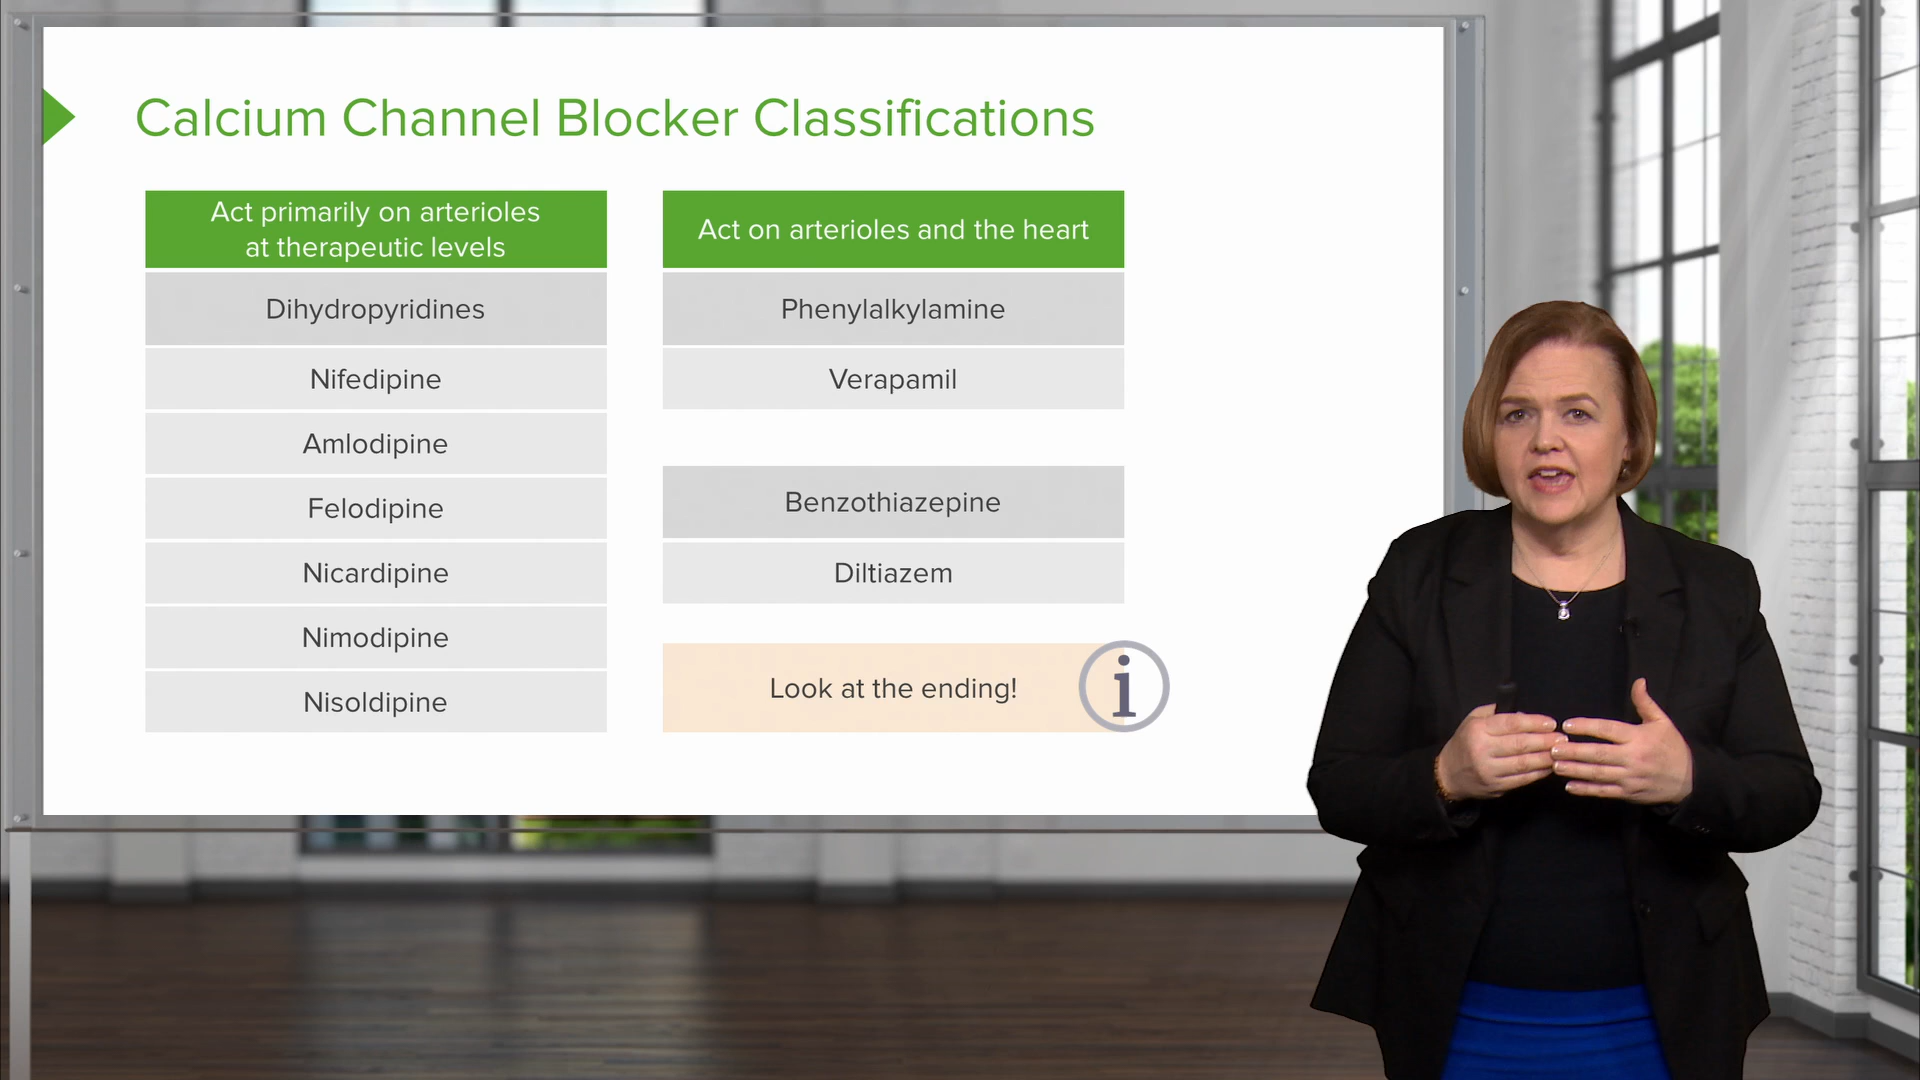 Calcium Channel Blocker Classifications
Act primarily on arterioles
at therapeutic levels
Dihydropyridines
Nifedipine
Amlodipine
Felodipine
Nicardipine
Nimodipine
Nisoldipine
Act on arterioles and the heart
Phenylalkylamine
Verapamil
Benzothiazepine
Diltiazem
Look at the ending!
i